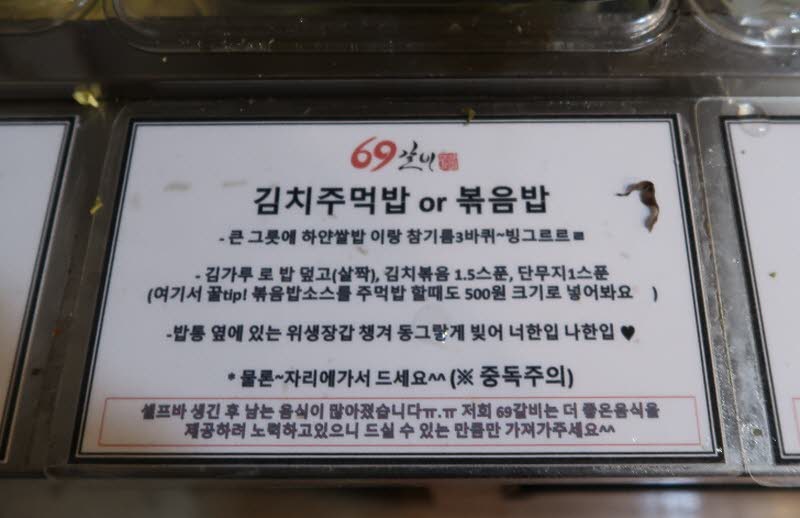 69 갈비
김치주먹밥 or 볶음밥
- 큰 그릇에 하얀쌀밥 이랑 참기름3바퀴~빙그르르ㄹ
- 김가루 로 밥 덮고(살짝), 김치볶음 1.5스푼, 단무지1스푼
(여기서 꿀tip! 볶음밥소스를 주먹밥 할때도 500원 크기로 넣어봐요 )
-밥통 옆에 있는 위생장갑 챙겨 동그랗게 빚어 너한입 나한입 ♥
* 물론~자리에가서 드세요^^ (※ 중독주의)
셀프바 생긴 후 남는 음식이 많아졌습니다ㅠ.ㅠ 저희 69갈비는 더 좋은음식을
제공하려 노력하고있으니 드실 수 있는 만큼만 가져가주세요^^